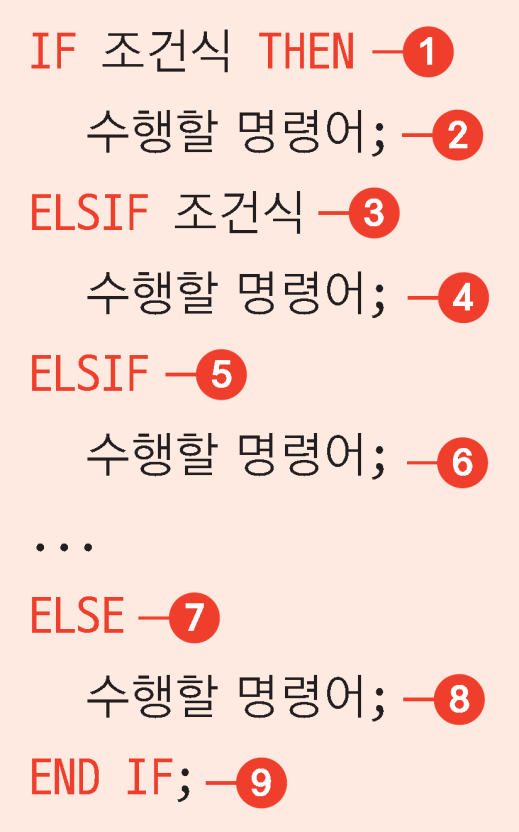 IF 조건식 THEN 1
수행할 명령어; 2
ELSIF 조건식 3
수행할 명령어; 4
ELSIF 5
수행할 명령어; 6
...
ELSE 7
수행할 명령어; 8
END IF; 9